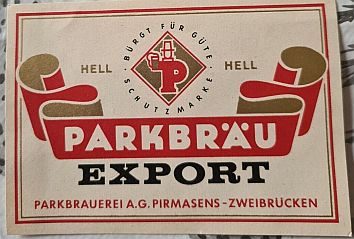 · BÜRGT FÜR GÜTE · SCHUTZMARKE
P
HELL HELL
PARKBRÄU
EXPORT
PARKBRAUEREI A.G. PIRMASENS-ZWEIBRÜCKEN